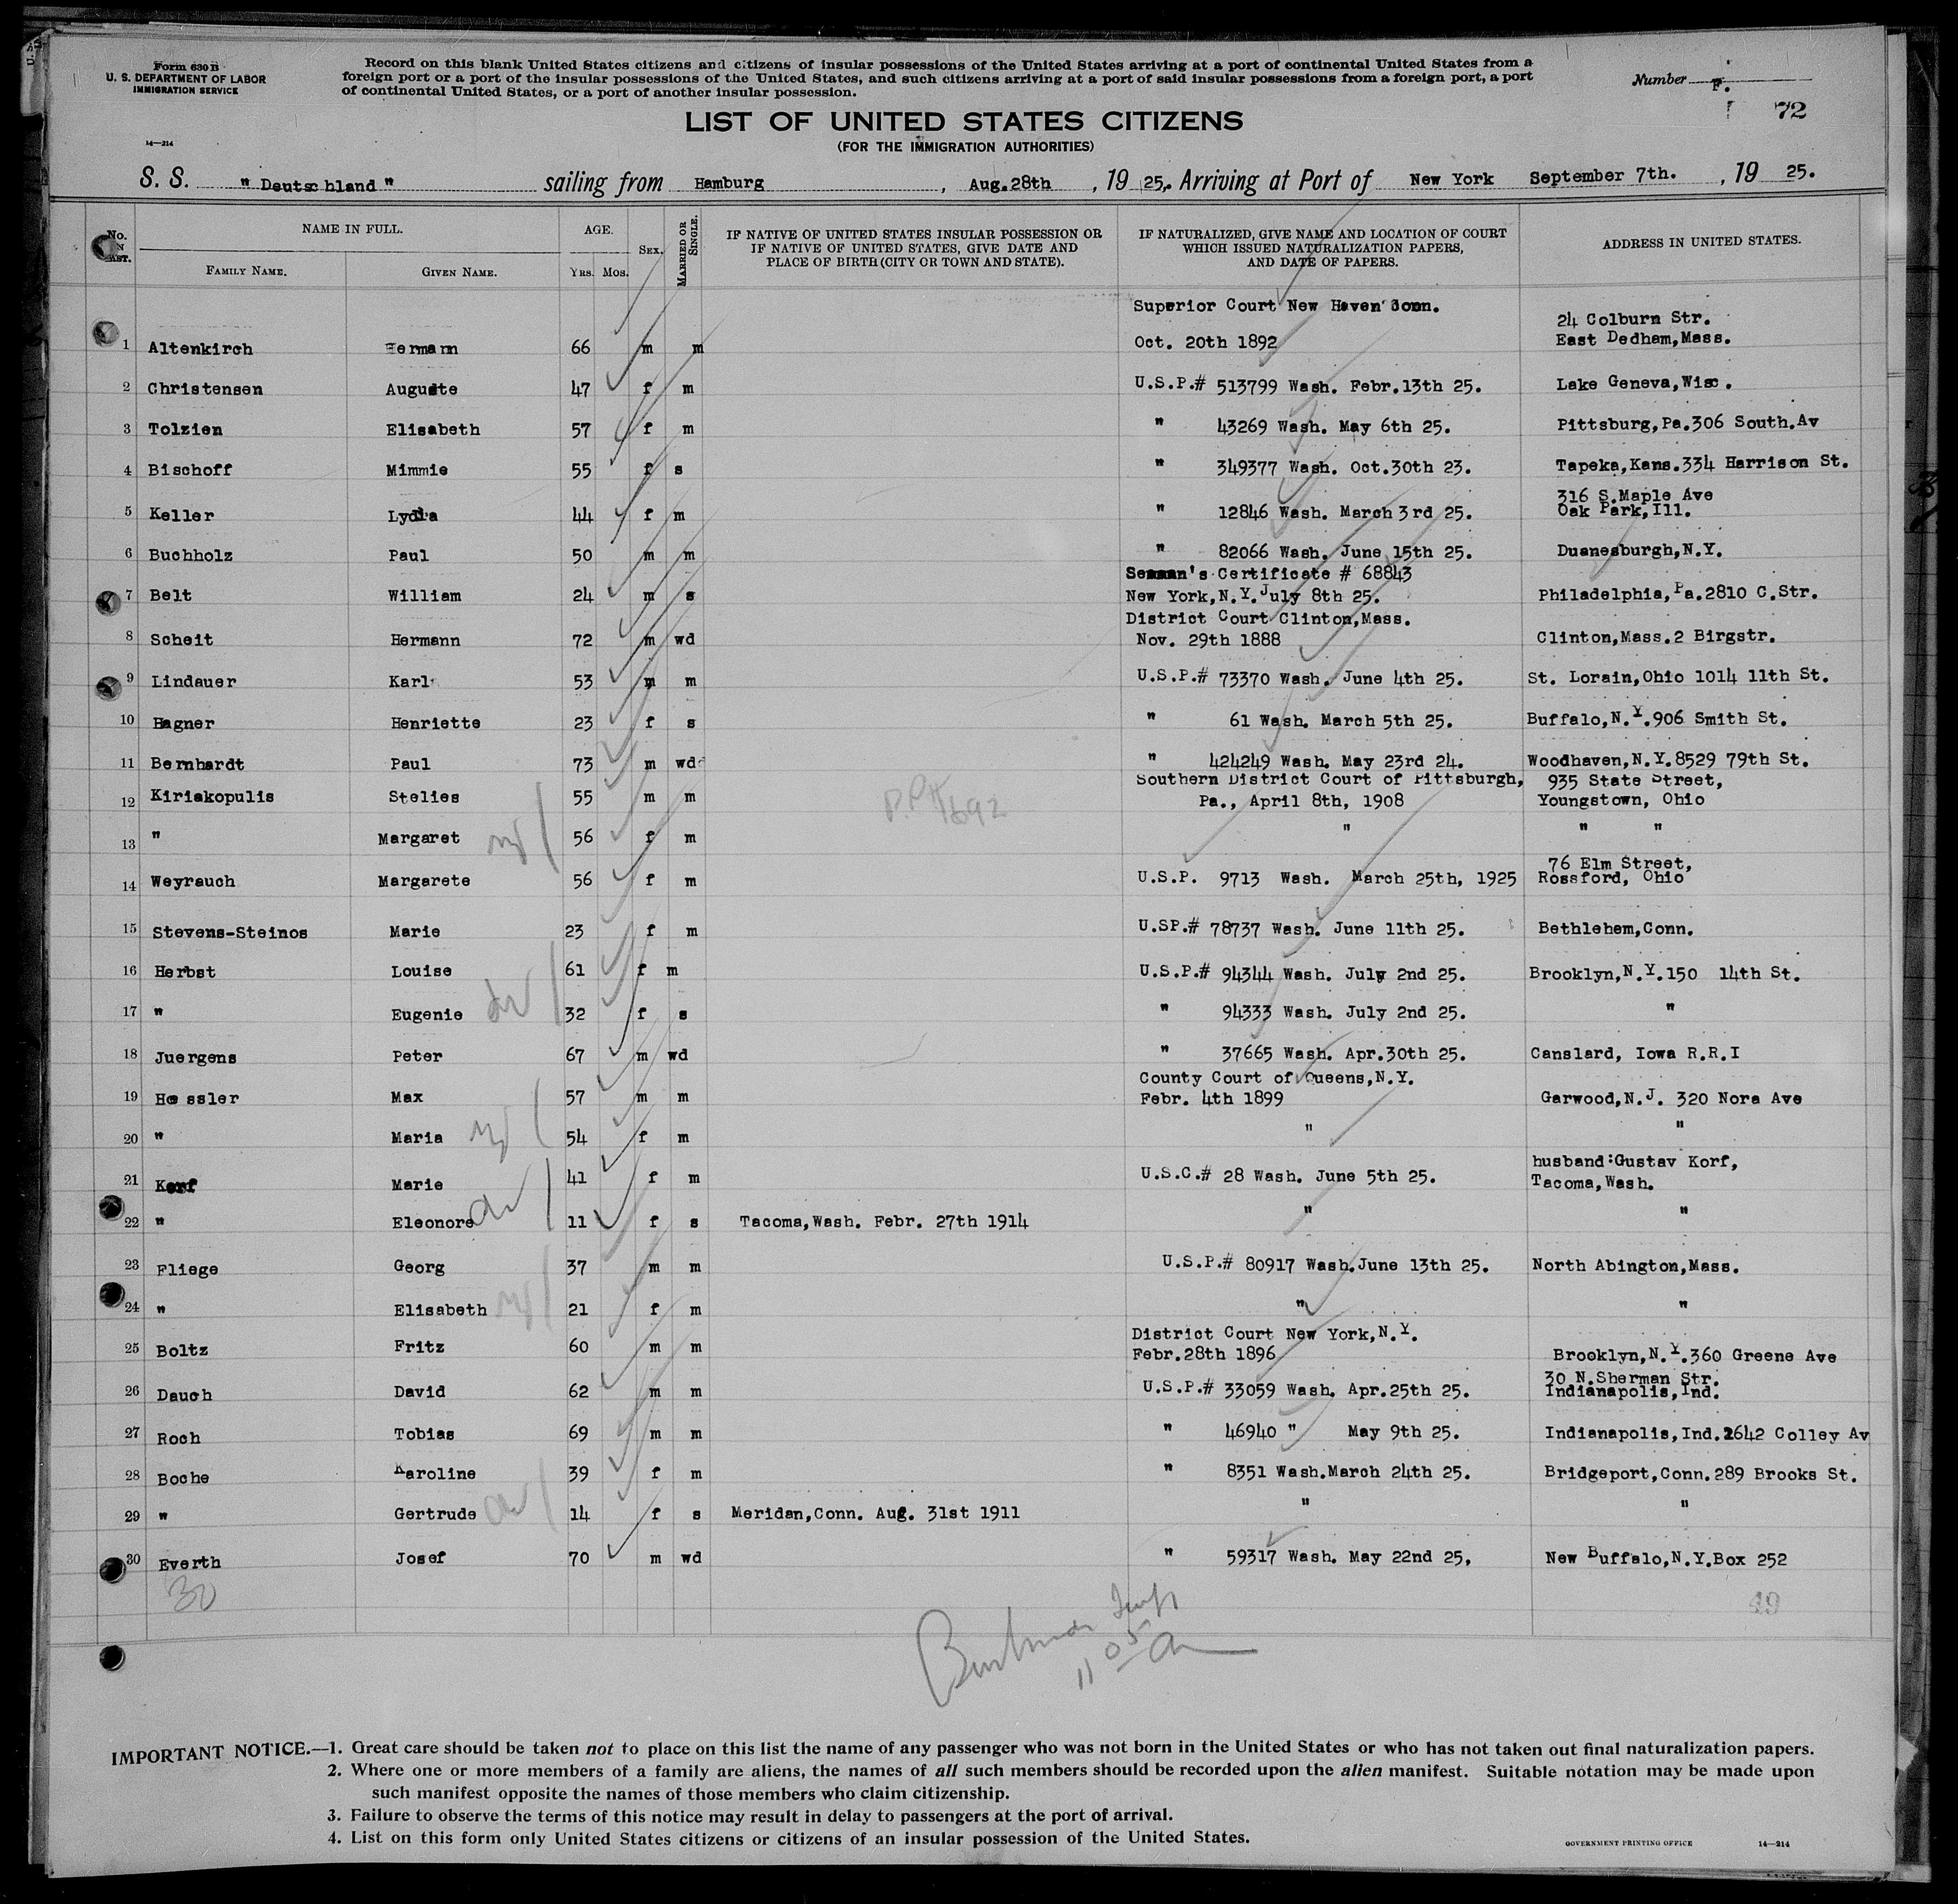 Form 630 B
U. S. DEPARTMENT OF LABOR
IMMIGRATION SERVICE
Record on this blank United States citizens and citizens of insular possessions of the United States arriving at a port of continental United States from a
foreign port or a port of the insular possessions of the United States, and such citizens arriving at a port of said insular possessions from a foreign port, a port
of continental United States, or a port of another insular possession.
Number F.
72
LIST OF UNITED STATES CITIZENS
(FOR THE IMMIGRATION AUTHORITIES)
14—214
S. S. "Deutschland" sailing from Hamburg, Aug.28th, 19 25. Arriving at Port of New York September 7th., 19 25.
No. NAME IN FULL. AGE. SEX. MARRIED OR SINGLE. IF NATIVE OF UNITED STATES INSULAR POSSESSION OR IF NATIVE OF UNITED STATES, GIVE DATE AND PLACE OF BIRTH (CITY OR TOWN AND STATE). IF NATURALIZED, GIVE NAME AND LOCATION OF COURT WHICH ISSUED NATURALIZATION PAPERS, AND DATE OF PAPERS. ADDRESS IN UNITED STATES.
FAMILY NAME. GIVEN NAME. YRS. MOS.
Superior Court New Haven Conn. 24 Colburn Str.
1 Altenkirch Hermann 66 m m Oct. 20th 1892 East Dedham,Mass.
2 Christensen Auguste 47 f m U.S.P.# 513799 Wash. Febr.13th 25. Lake Geneva,Wisc.
3 Tolzien Elisabeth 57 f m " 43269 Wash. May 6th 25. Pittsburg,Pa.306 South.Av
4 Bischoff Mimmie 55 f s " 349377 Wash. Oct.30th 23. Tapeka,Kans.334 Harrison St.
316 S.Maple Ave
5 Keller Lydia 44 f m " 12846 Wash. March 3rd 25. Oak Park,Ill.
6 Buchholz Paul 50 m m " 82066 Wash. June 15th 25. Duanesburgh,N.Y.
Seaman's Certificate # 68843
7 Belt William 24 m s New York,N.Y.July 8th 25. Philadelphia,Pa.2810 C.Str.
District Court Clinton,Mass.
8 Scheit Hermann 72 m wd Nov. 29th 1888 Clinton,Mass.2 Birgstr.
9 Lindauer Karl 53 m m U.S.P.# 73370 Wash. June 4th 25. St. Lorain,Ohio 1014 11th St.
10 Hagner Henriette 23 f s " 61 Wash. March 5th 25. Buffalo,N.Y.906 Smith St.
11 Bernhardt Paul 73 m wd " 424249 Wash. May 23rd 24. Woodhaven,N.Y.8529 79th St.
Southern District Court of Pittsburgh, 935 State Street,
12 Kiriakopulis Stelies 55 m m Pa., April 8th, 1908 Youngstown, Ohio
13 " Margaret 56 f m " " "
76 Elm Street,
14 Weyrauch Margarete 56 f m U.S.P. 9713 Wash. March 25th, 1925 Rossford, Ohio
15 Stevens-Steinos Marie 23 f m U.SP.# 78737 Wash. June 11th 25. Bethlehem,Conn.
16 Herbst Louise 61 f m U.S.P.# 94344 Wash. July 2nd 25. Brooklyn,N.Y.150 14th St.
17 " Eugenie 32 f s " 94333 Wash. July 2nd 25. "
18 Juergens Peter 67 m wd " 37665 Wash. Apr.30th 25. Canslard, Iowa R.R.I
County Court of Queens,N.Y.
19 Hoessler Max 57 m m Febr. 4th 1899 Garwood,N.J. 320 Nora Ave
20 " Maria 54 f m " "
husband:Gustav Korf,
21 Korf Marie 41 f m U.S.C.# 28 Wash. June 5th 25. Tacoma,Wash.
22 " Eleonore 11 f s Tacoma,Wash. Febr. 27th 1914 " "
23 Fliege Georg 37 m m U.S.P.# 80917 Wash.June 13th 25. North Abington,Mass.
24 " Elisabeth 21 f m " "
District Court New York,N.Y.
25 Boltz Fritz 60 m m Febr.28th 1896 Brooklyn,N.Y.360 Greene Ave
30 N.Sherman Str.
26 Dauch David 62 m m U.S.P.# 33059 Wash. Apr.25th 25. Indianapolis,Ind.
27 Roch Tobias 69 m m " 46940 " May 9th 25. Indianapolis,Ind.2642 Colley Av
28 Boche Karoline 39 f m " 8351 Wash.March 24th 25. Bridgeport,Conn.289 Brooks St.
29 " Gertrude 14 f s Meriden,Conn. Aug. 31st 1911 " "
30 Everth Josef 70 m wd " 59317 Wash. May 22nd 25, New Buffalo,N.Y.Box 252
30
49
IMPORTANT NOTICE.—1. Great care should be taken not to place on this list the name of any passenger who was not born in the United States or who has not taken out final naturalization papers.
2. Where one or more members of a family are aliens, the names of all such members should be recorded upon the alien manifest. Suitable notation may be made upon
such manifest opposite the names of those members who claim citizenship.
3. Failure to observe the terms of this notice may result in delay to passengers at the port of arrival.
4. List on this form only United States citizens or citizens of an insular possession of the United States.
GOVERNMENT PRINTING OFFICE 14—214